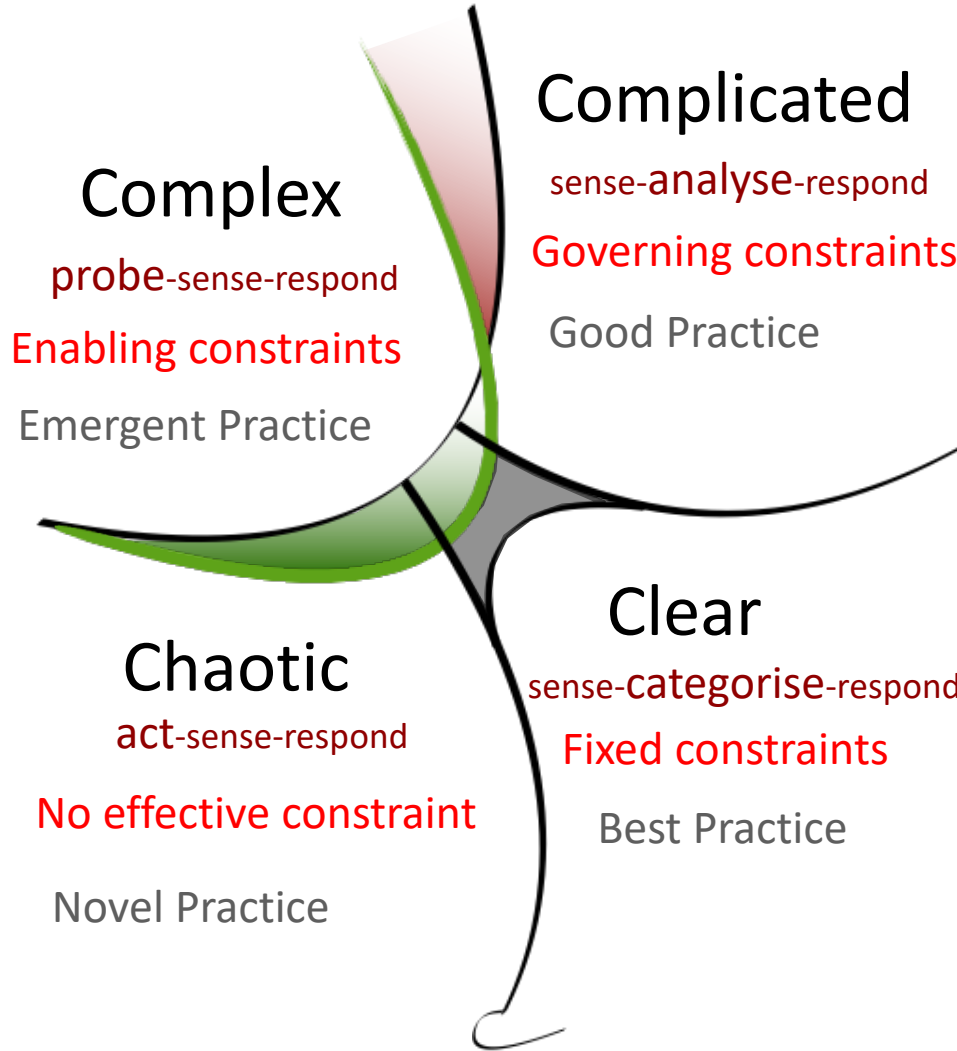 Complex
probe-sense-respond
Enabling constraints
Emergent Practice
Complicated
sense-analyse-respond
Governing constraints
Good Practice
Chaotic
act-sense-respond
No effective constraint
Novel Practice
Clear
sense-categorise-respond
Fixed constraints
Best Practice